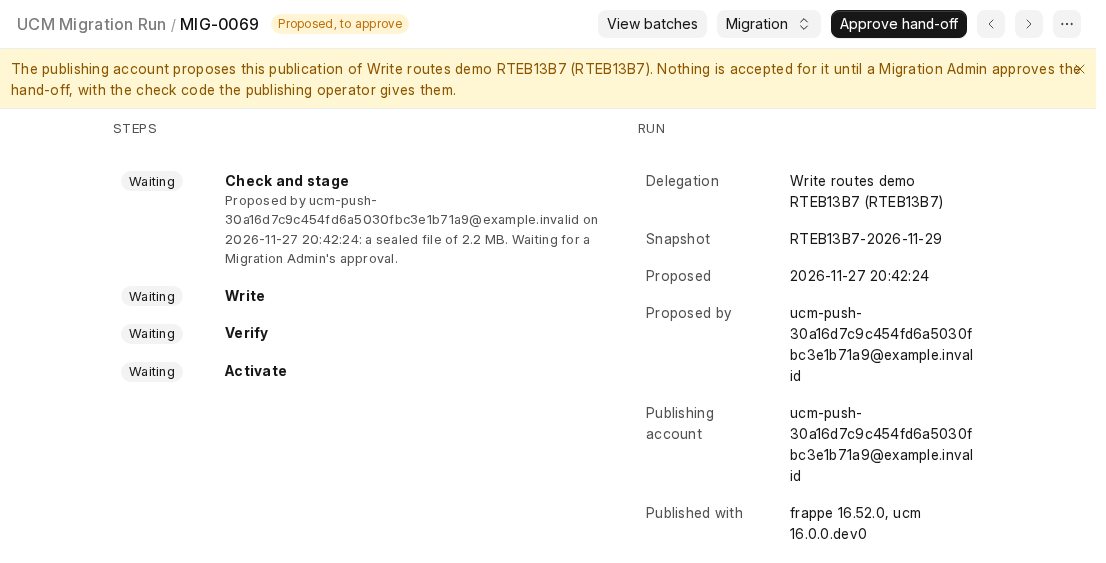 UCM Migration Run / MIG-0069 Proposed, to approve View batches Migration Approve hand-off
The publishing account proposes this publication of Write routes demo RTEB13B7 (RTEB13B7). Nothing is accepted for it until a Migration Admin approves the
hand-off, with the check code the publishing operator gives them.
STEPS
Waiting Check and stage
Proposed by ucm-push-
30a16d7c9c454fd6a5030fbc3e1b71a9@example.invalid on
2026-11-27 20:42:24: a sealed file of 2.2 MB. Waiting for a
Migration Admin's approval.
Waiting Write
Waiting Verify
Waiting Activate
RUN
Delegation Write routes demo
RTEB13B7 (RTEB13B7)
Snapshot RTEB13B7-2026-11-29
Proposed 2026-11-27 20:42:24
Proposed by ucm-push-
30a16d7c9c454fd6a5030f
bc3e1b71a9@example.inval
id
Publishing ucm-push-
account 30a16d7c9c454fd6a5030f
bc3e1b71a9@example.inval
id
Published with frappe 16.52.0, ucm
16.0.0.dev0